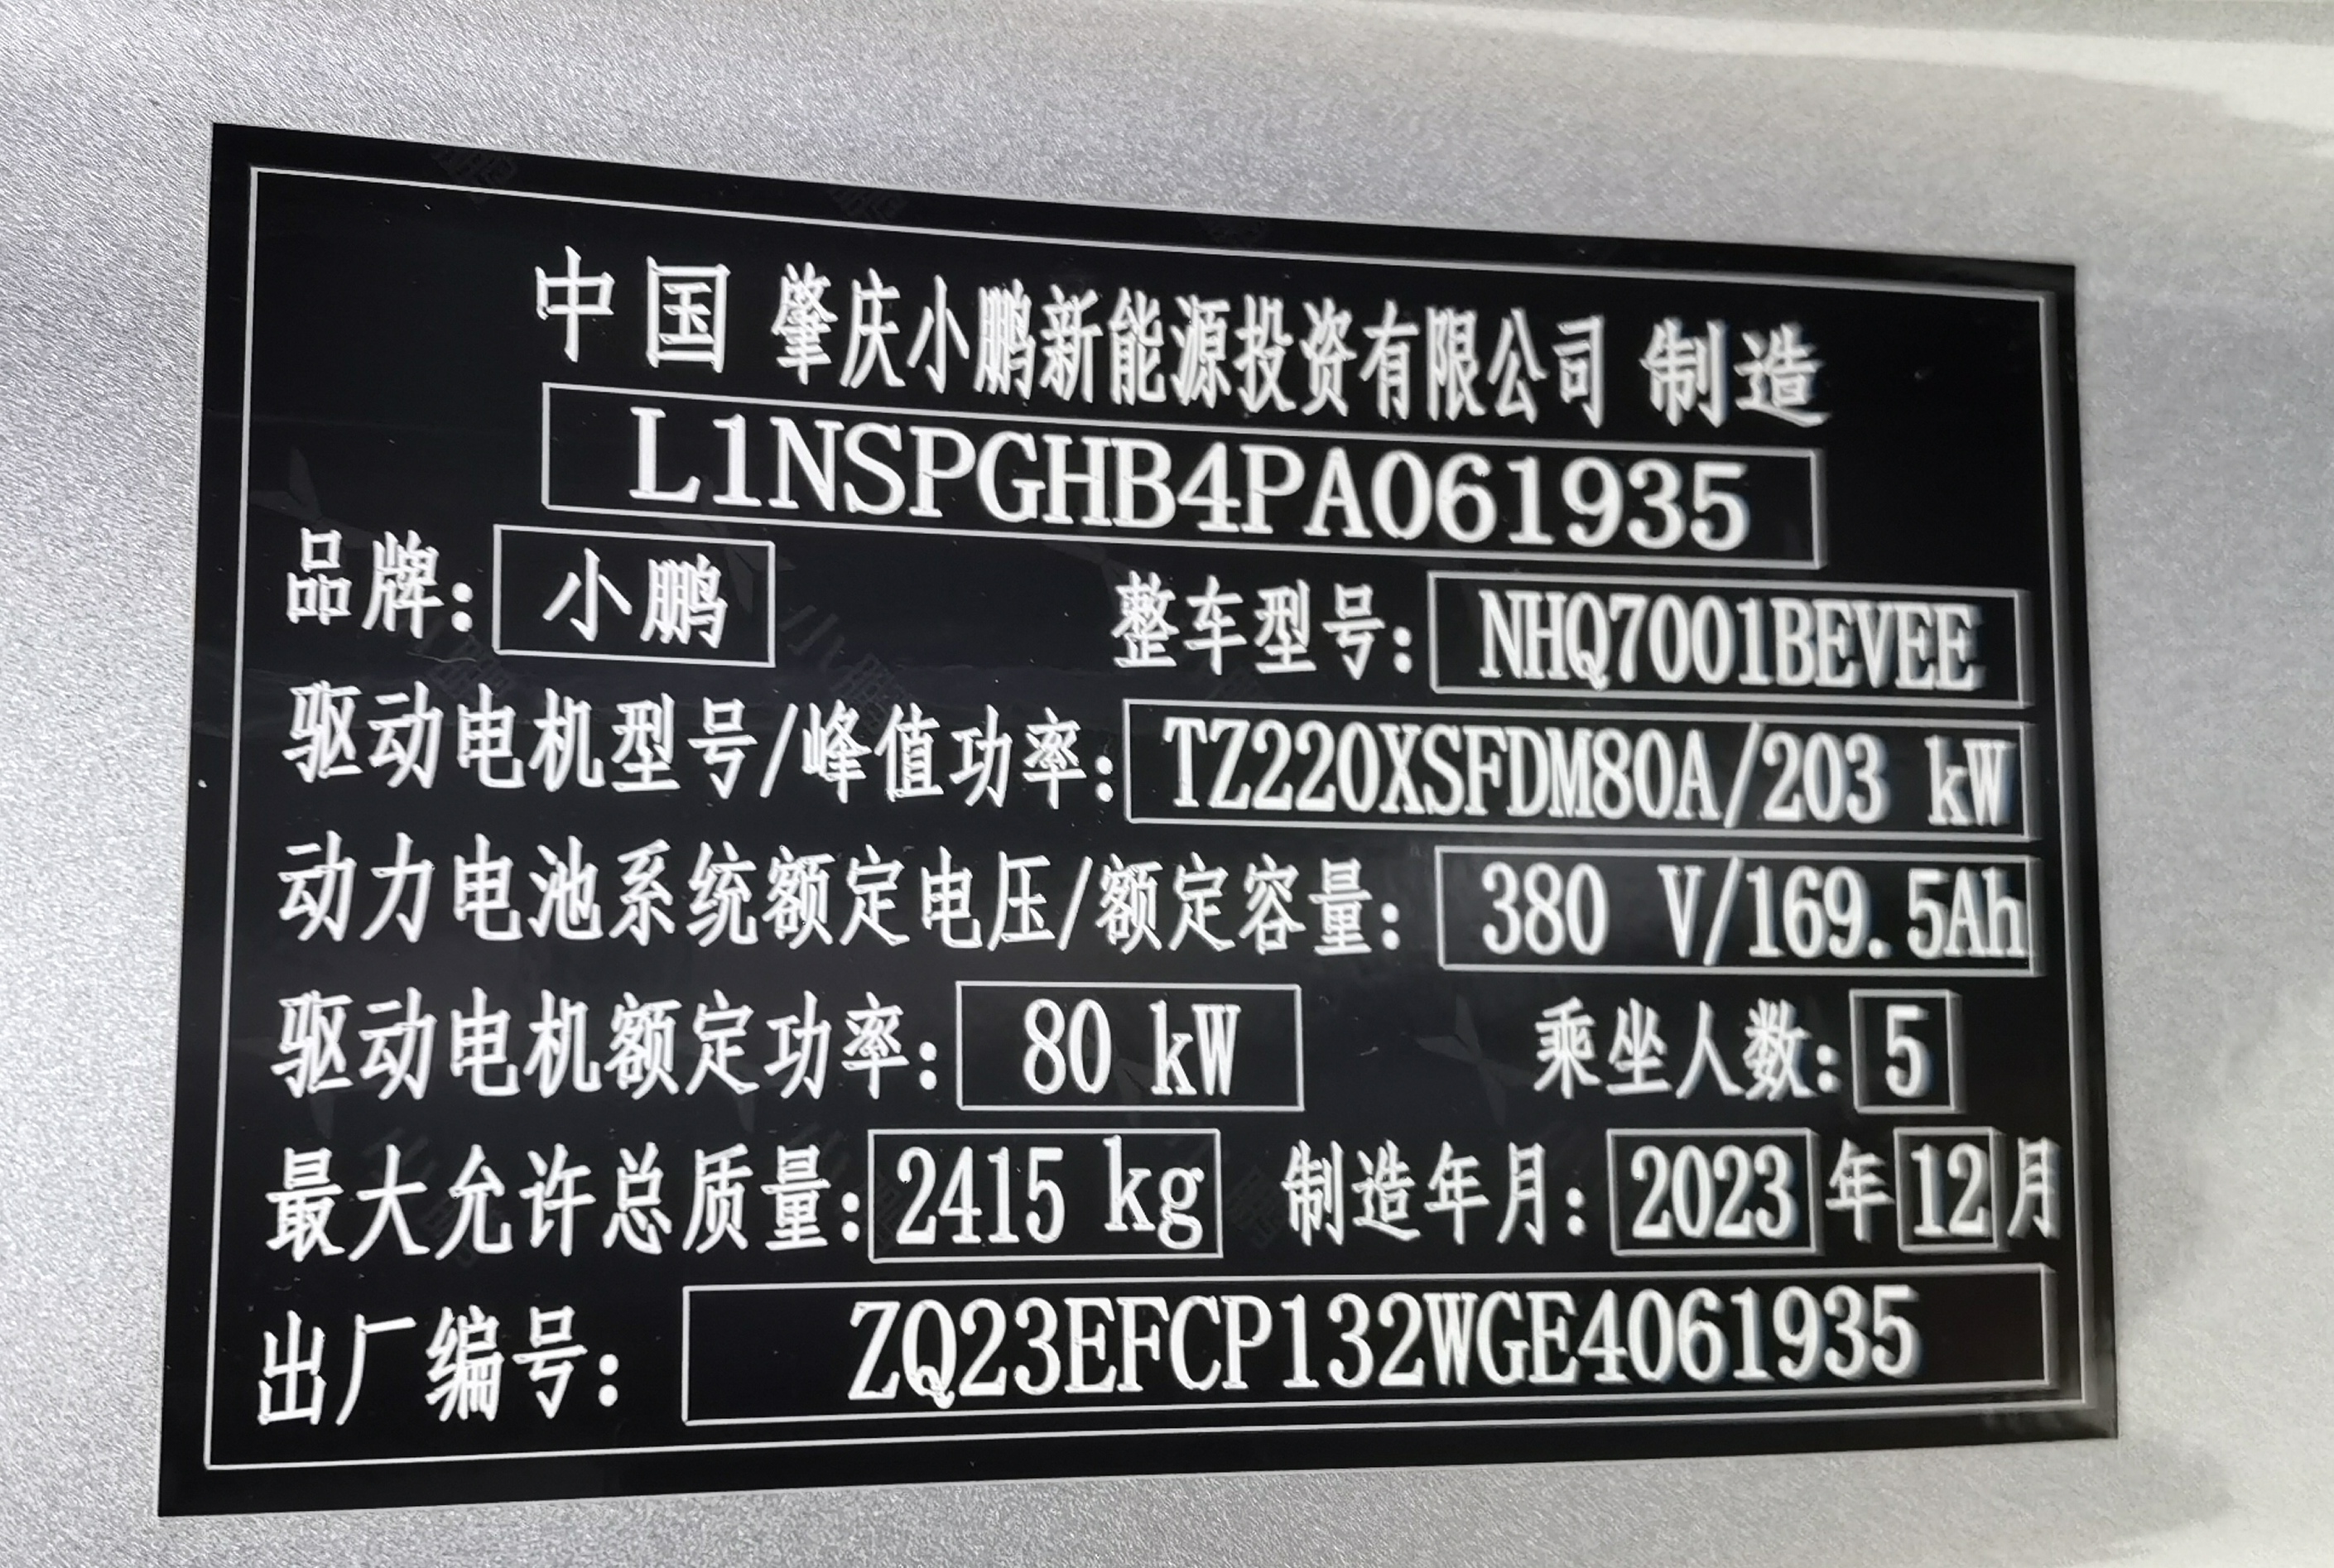 中国 肇庆小鹏新能源投资有限公司 制造
L1NSPGHB4PA061935
品牌: 小鹏 整车型号: NHQ7001BEVEE
驱动电机型号/峰值功率: TZ220XSFDM80A/203 kW
动力电池系统额定电压/额定容量: 380 V/169.5Ah
驱动电机额定功率: 80 kW 乘坐人数: 5
最大允许总质量: 2415 kg 制造年月: 2023 年 12 月
出厂编号: ZQ23EFCP132WGE4061935